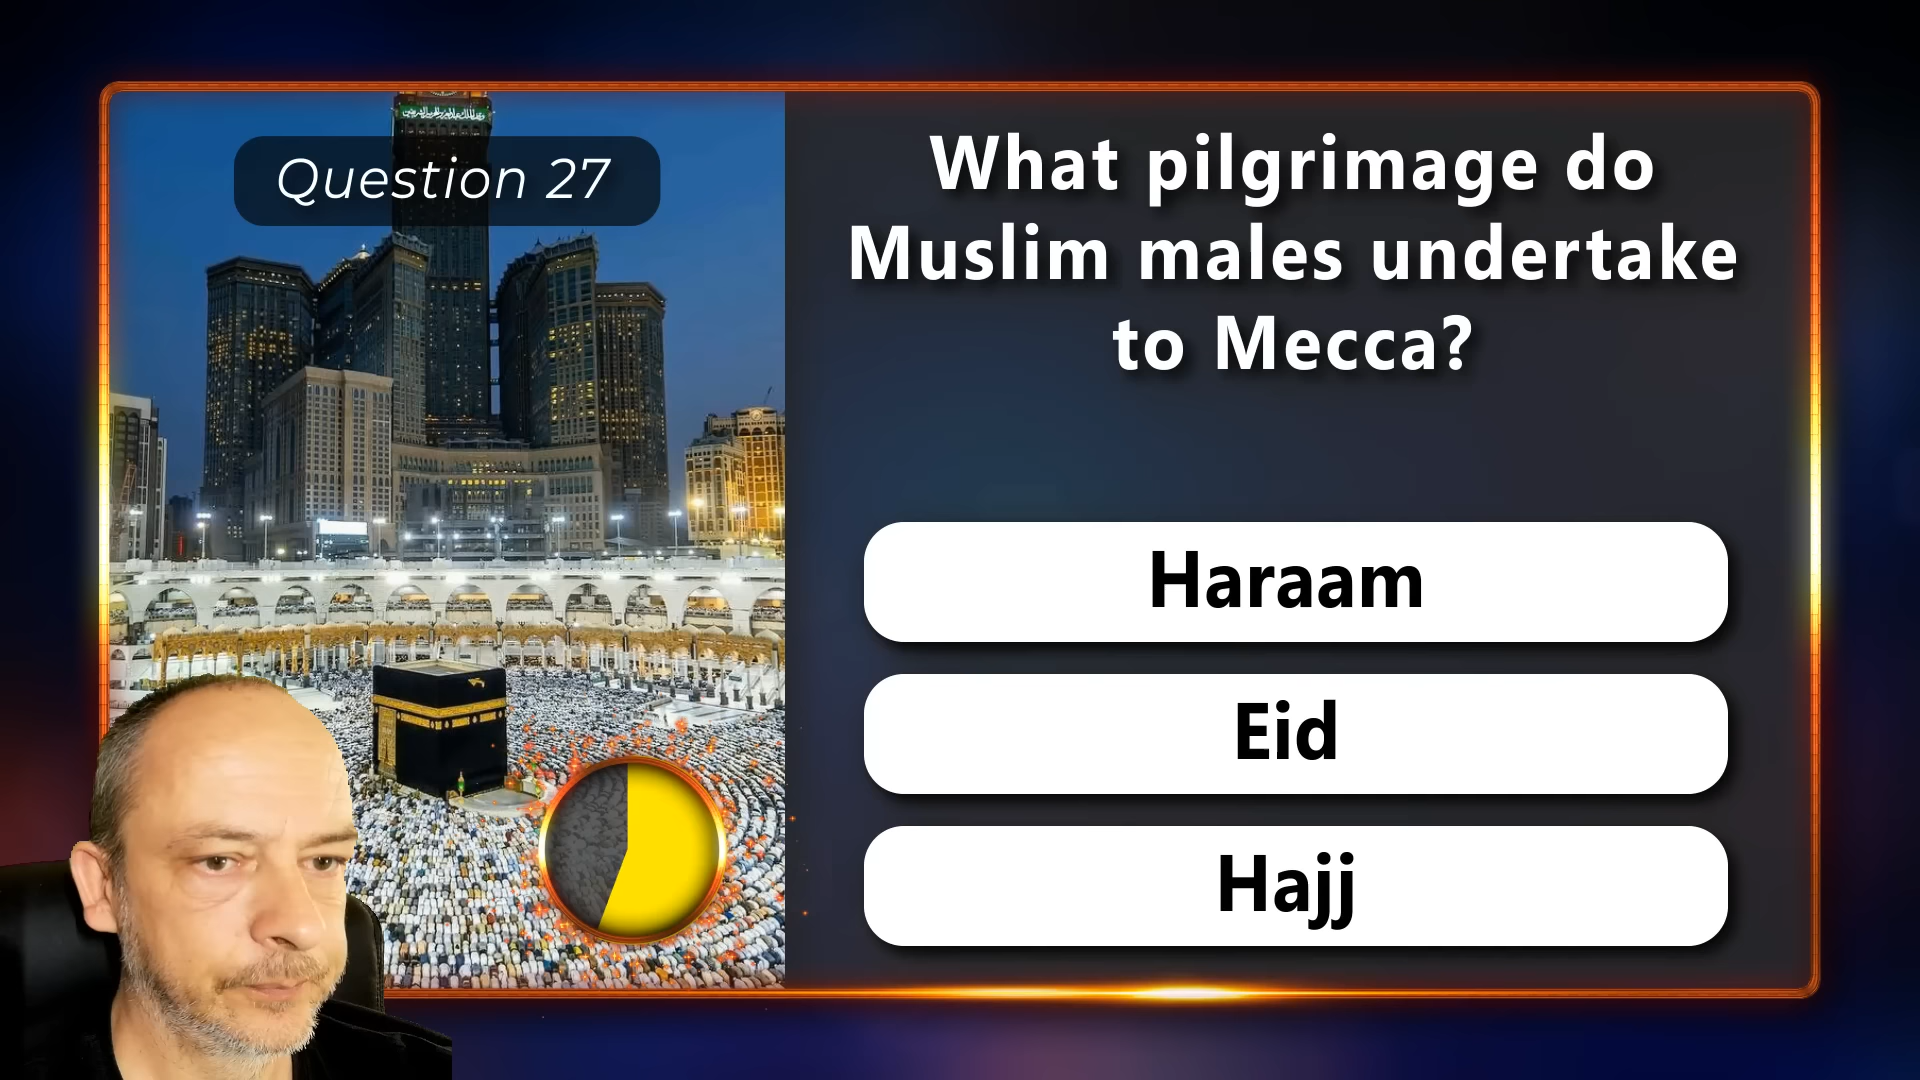 Question 27
What pilgrimage do
Muslim males undertake
to Mecca?
Haraam
Eid
Hajj